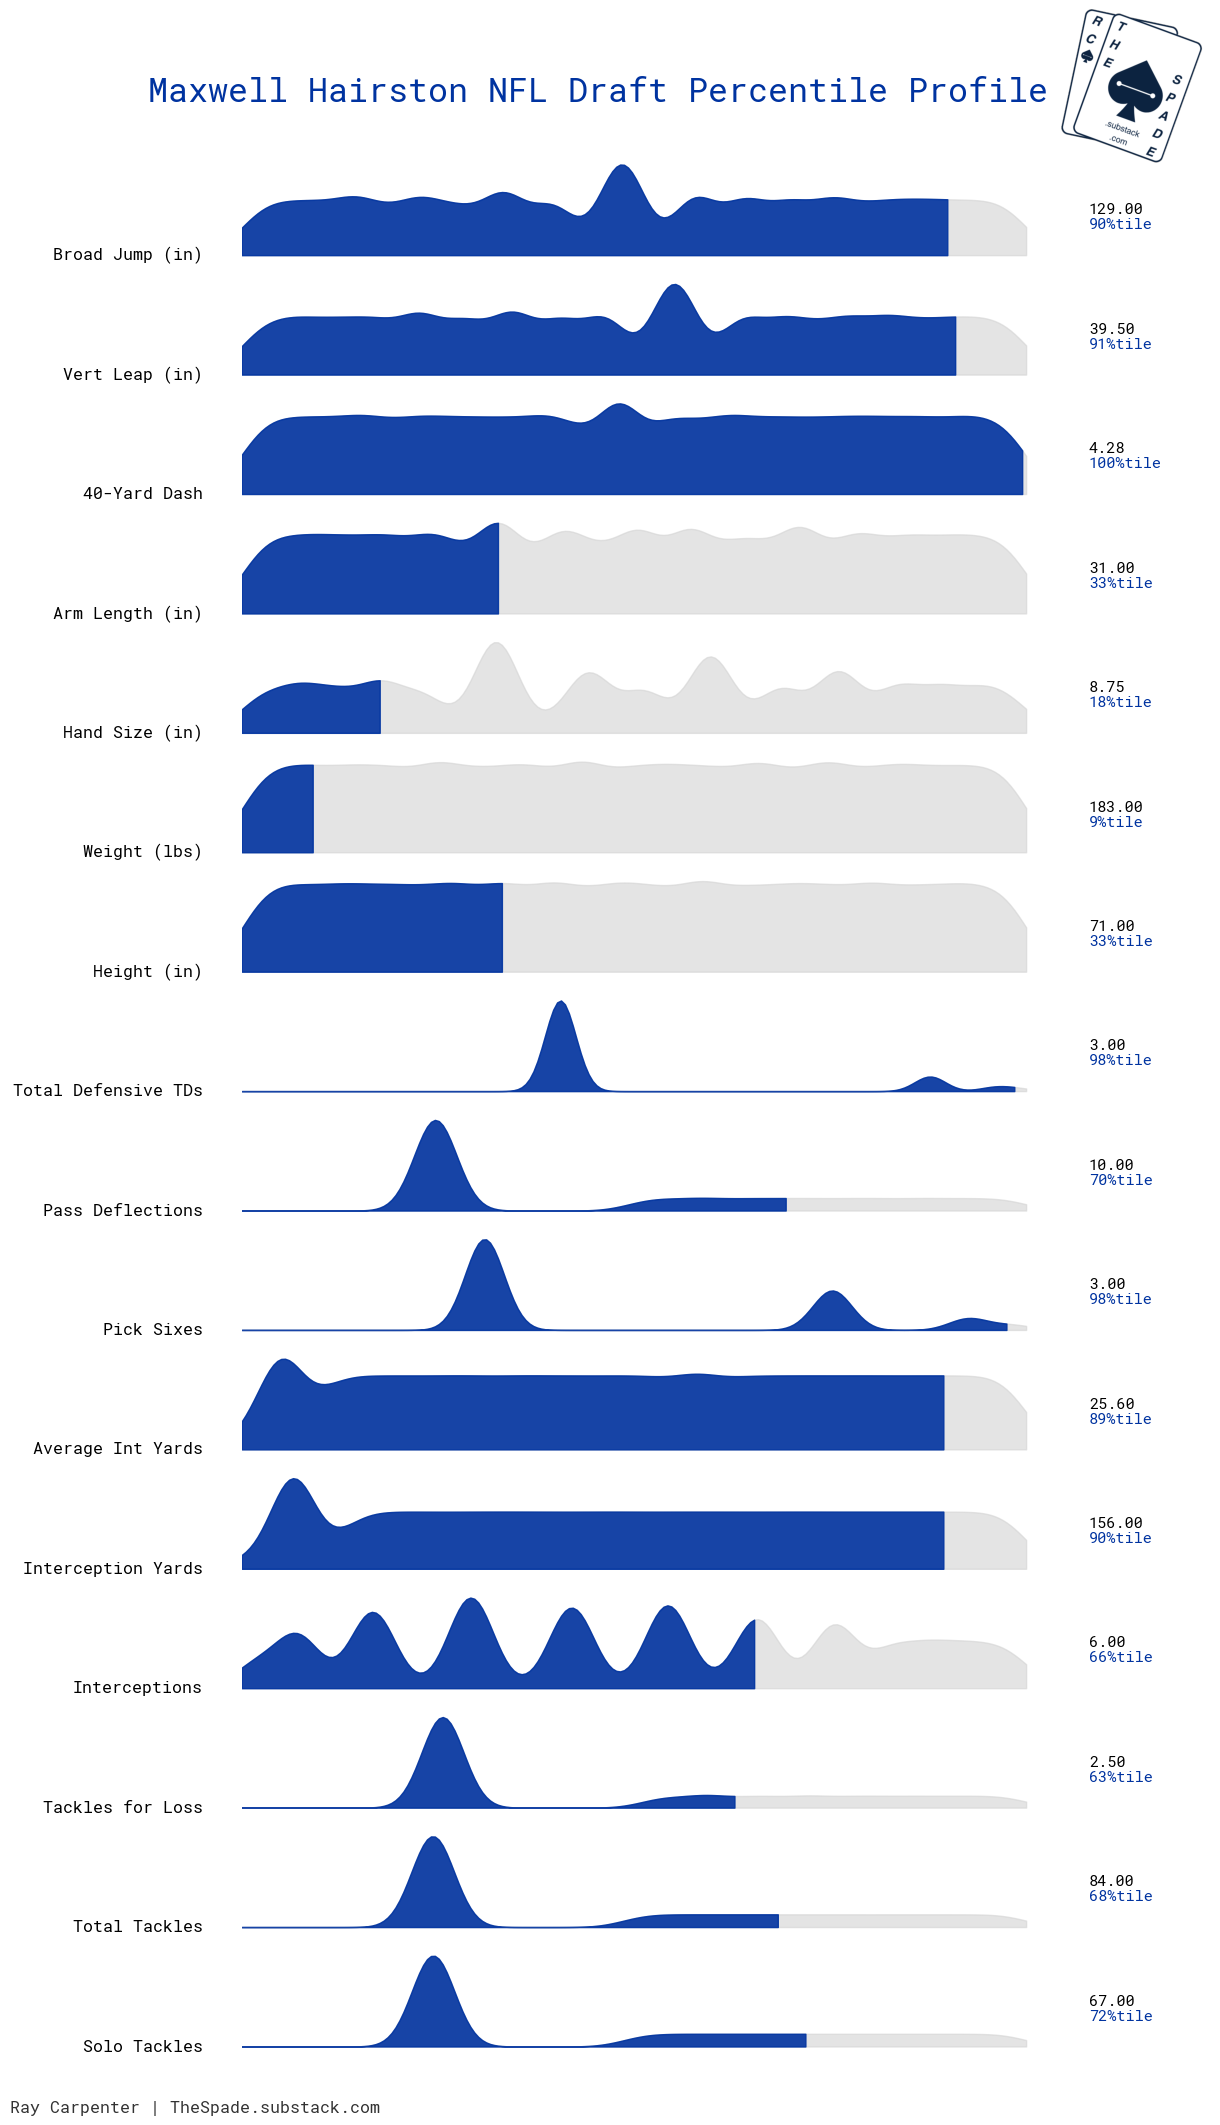 R
C
T
H
E
S
P
A
D
E
.substack
.com
Maxwell Hairston NFL Draft Percentile Profile
Broad Jump (in)
129.00
90%tile
Vert Leap (in)
39.50
91%tile
40-Yard Dash
4.28
100%tile
Arm Length (in)
31.00
33%tile
Hand Size (in)
8.75
18%tile
Weight (lbs)
183.00
9%tile
Height (in)
71.00
33%tile
Total Defensive TDs
3.00
98%tile
Pass Deflections
10.00
70%tile
Pick Sixes
3.00
98%tile
Average Int Yards
25.60
89%tile
Interception Yards
156.00
90%tile
Interceptions
6.00
66%tile
Tackles for Loss
2.50
63%tile
Total Tackles
84.00
68%tile
Solo Tackles
67.00
72%tile
Ray Carpenter | TheSpade.substack.com